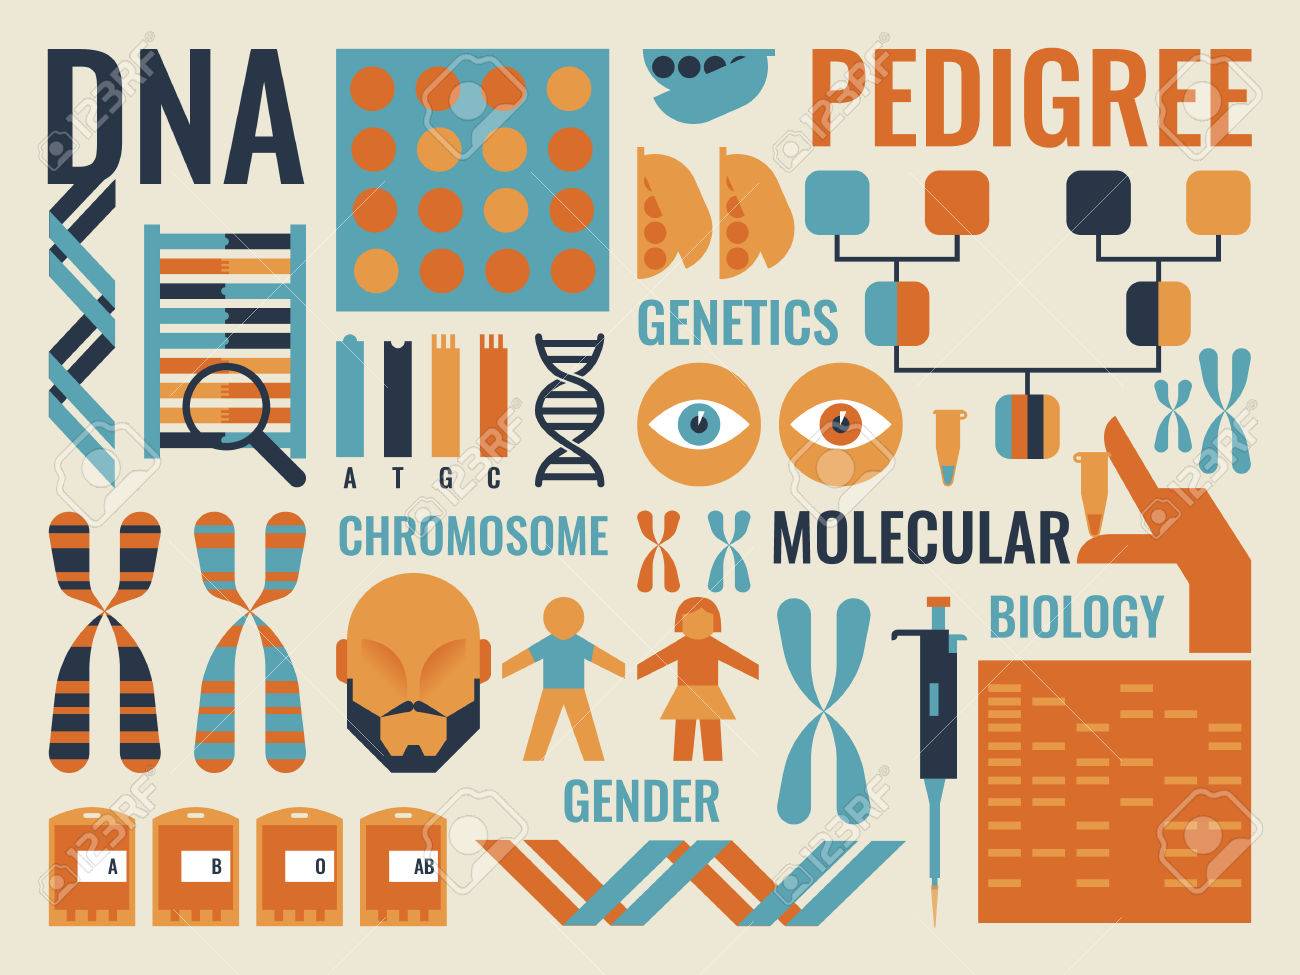 DNA
PEDIGREE
GENETICS
A T G C
CHROMOSOME
MOLECULAR
BIOLOGY
GENDER
A
B
O
AB
123RF